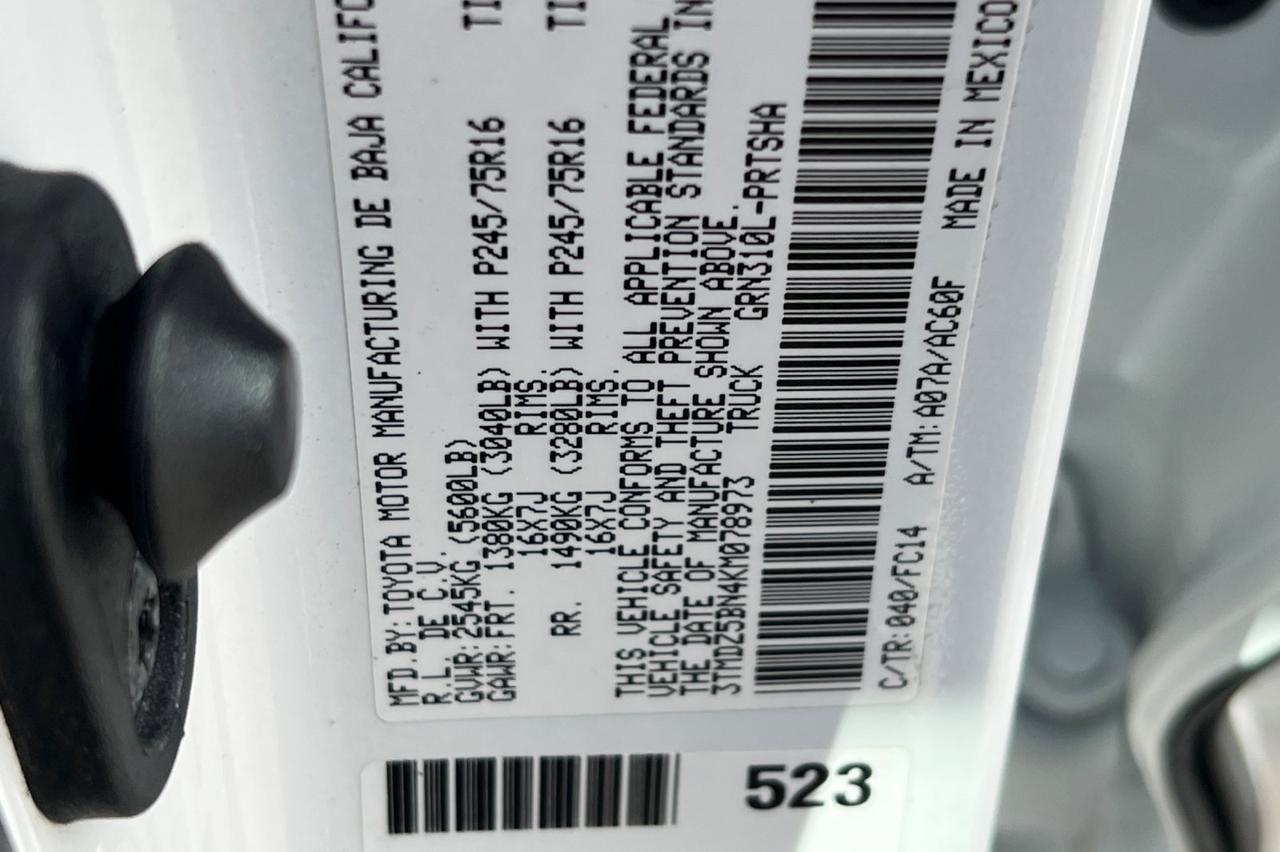 MFD.BY:TOYOTA MOTOR MANUFACTURING DE BAJA
R.L. DE C.V.
GVWR:2545KG (5600LB)
GAWR:FRT. 1380KG (3040LB) WITH P245/75R16
16X7J RIMS,
RR. 1490KG (3280LB) WITH P245/75R16
16X7J RIMS.
THIS VEHICLE CONFORMS TO ALL APPLICABLE FEDERAL
VEHICLE SAFETY AND THEFT PREVENTION STANDARDS IN
THE DATE OF MANUFACTURE SHOWN ABOVE.
3TMDZ5BN4KM078973 TRUCK GRN310L-PRTSHA
C/TR:040/FC14 A/TM:A07A/AC60F MADE IN MEXICO
523